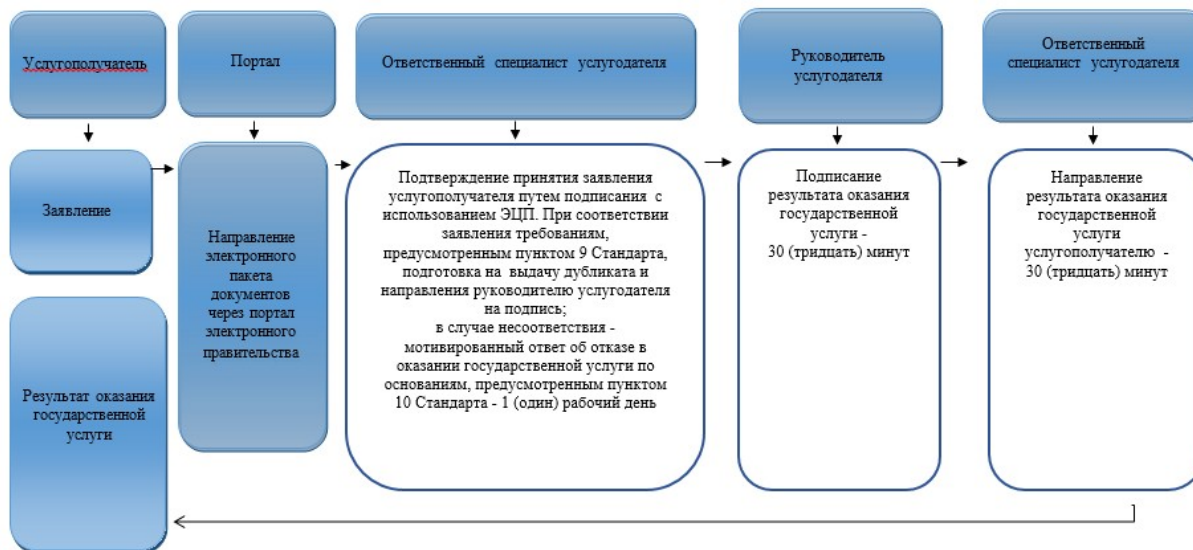 Услугополучатель
Портал
Ответственный специалист услугодателя
Руководитель
услугодателя
Ответственный
специалист услугодателя
Заявление
Направление
электронного
пакета
документов
через портал
электронного
правительства
Подтверждение принятия заявления
услугополучателя путем подписания с
использованием ЭЦП. При соответствии
заявления требованиям,
предусмотренным пунктом 9 Стандарта,
подготовка на выдачу дубликата и
направления руководителю услугодателя
на подпись;
в случае несоответствия -
мотивированный ответ об отказе в
оказании государственной услуги по
основаниям, предусмотренным пунктом
10 Стандарта - 1 (один) рабочий день
Подписание
результата оказания
государственной
услуги -
30 (тридцать) минут
Направление
результата оказания
государственной
услуги
услугополучателю -
30 (тридцать) минут
Результат оказания
государственной
услуги